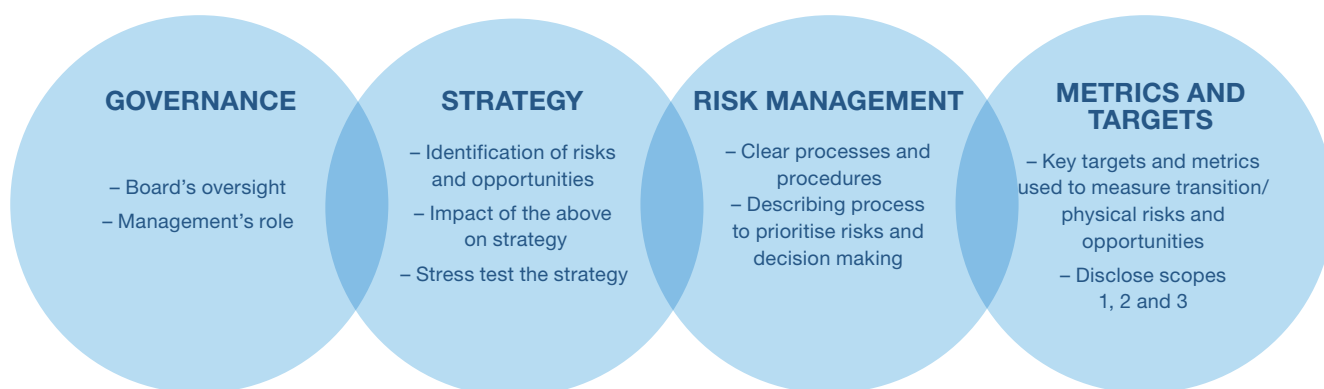 GOVERNANCE
– Board’s oversight
– Management’s role
STRATEGY
– Identification of risks
and opportunities
– Impact of the above
on strategy
– Stress test the strategy
RISK MANAGEMENT
– Clear processes and
procedures
– Describing process
to prioritise risks and
decision making
METRICS AND
TARGETS
– Key targets and metrics
used to measure transition/
physical risks and
opportunities
– Disclose scopes
1, 2 and 3